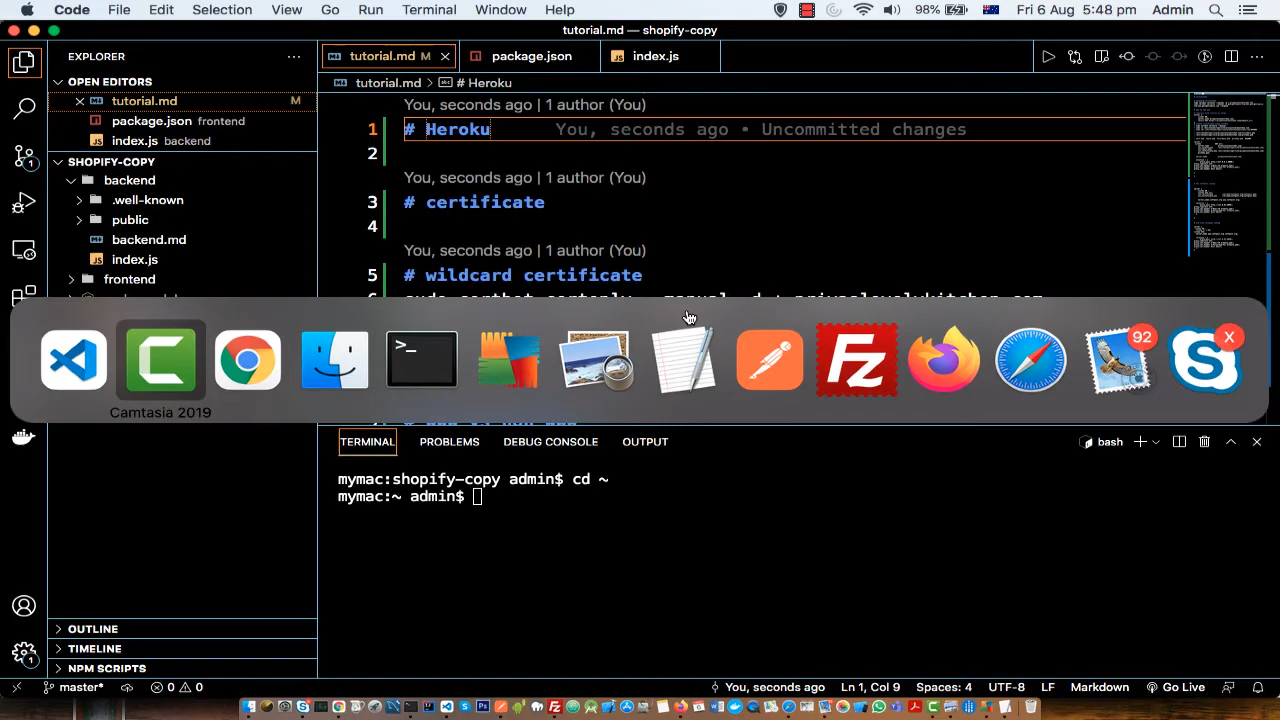 Code File Edit Selection View Go Run Terminal Window Help 98% Fri 6 Aug 5:48 pm Admin
tutorial.md — shopify-copy
EXPLORER
tutorial.md M
package.json
index.js
OPEN EDITORS
tutorial.md M
package.json frontend
index.js backend
SHOPIFY-COPY
backend
.well-known
public
backend.md
index.js
frontend
tutorial.md > # Heroku
You, seconds ago | 1 author (You)
1 # Heroku You, seconds ago • Uncommitted changes
2
You, seconds ago | 1 author (You)
3 # certificate
4
You, seconds ago | 1 author (You)
5 # wildcard certificate
92
X
Camtasia 2019
TERMINAL PROBLEMS DEBUG CONSOLE OUTPUT
bash
mymac:shopify-copy admin$ cd ~
mymac:~ admin$
OUTLINE
TIMELINE
NPM SCRIPTS
1
1
master* 0 0 You, seconds ago Ln 1, Col 9 Spaces: 4 UTF-8 LF Markdown Go Live